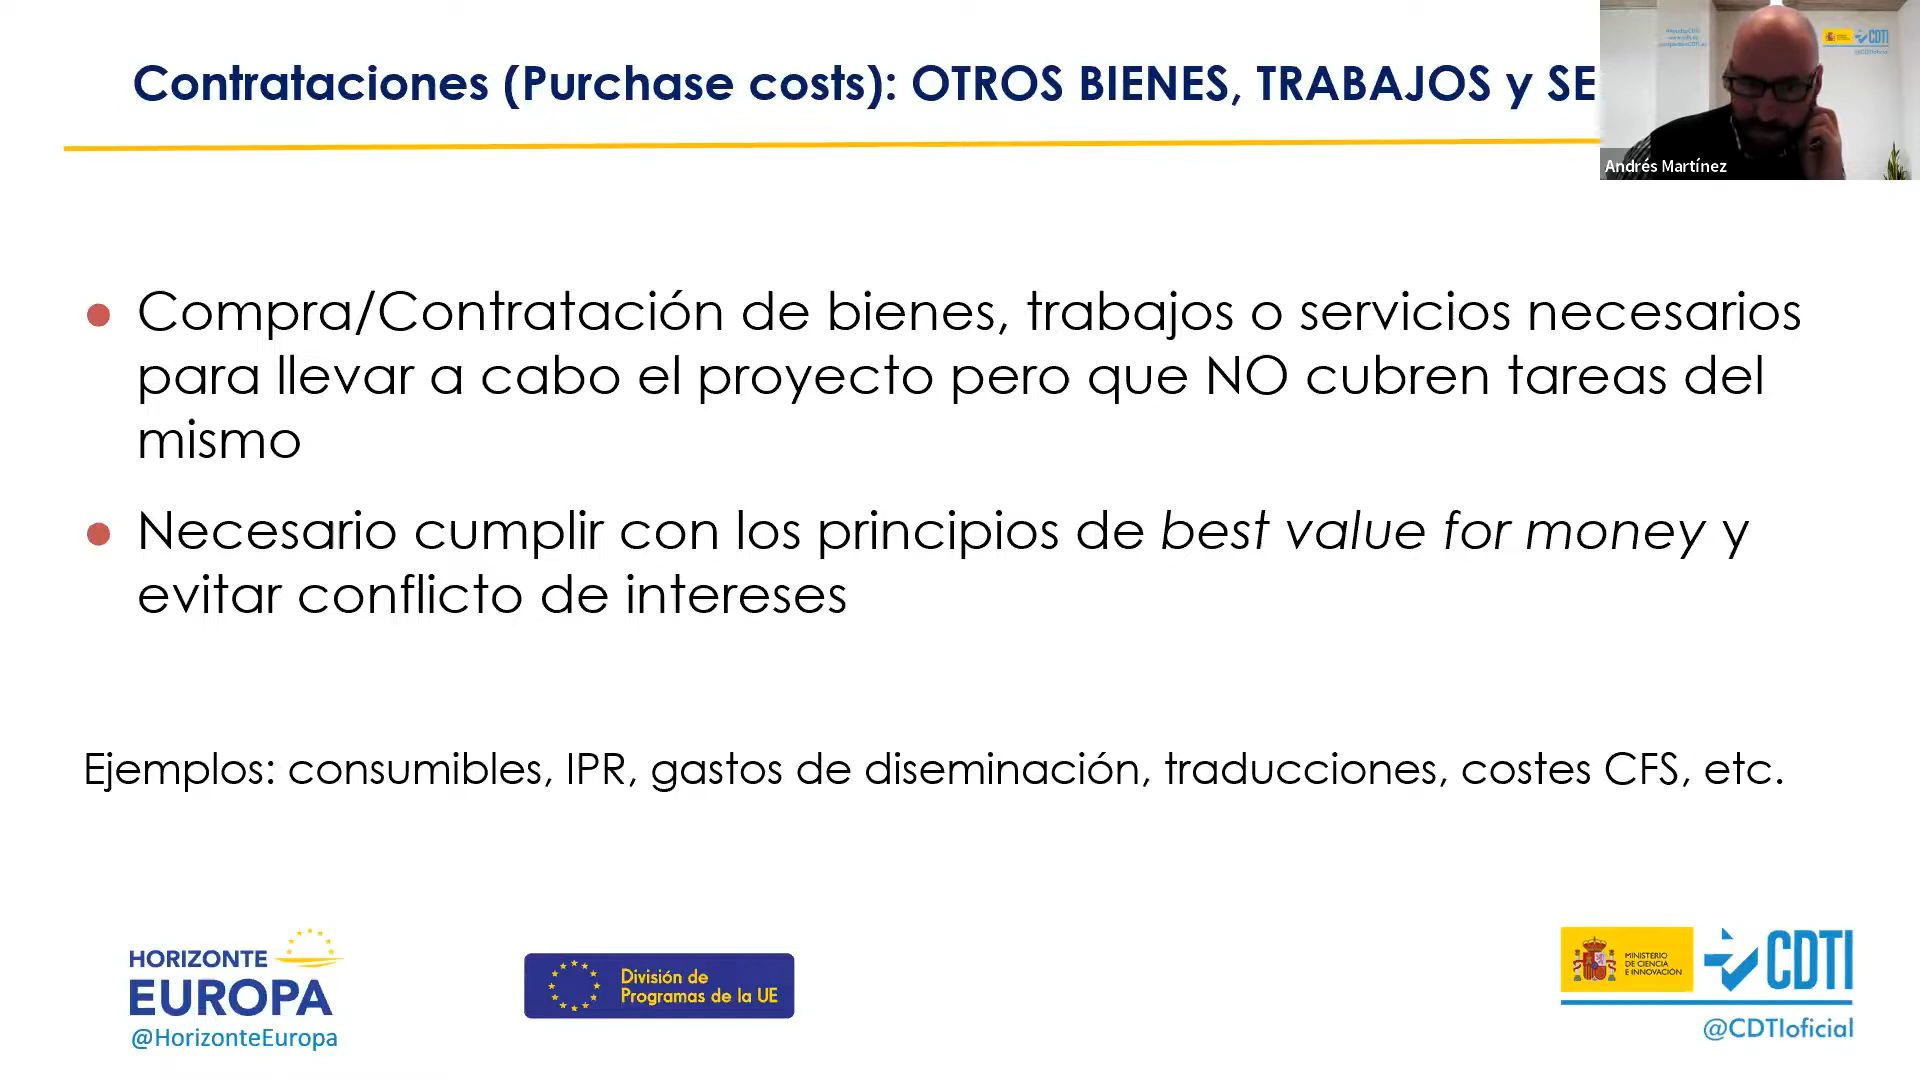 Contrataciones (Purchase costs): OTROS BIENES, TRABAJOS y SE
CDTI
Andrés Martínez
● Compra/Contratación de bienes, trabajos o servicios necesarios
para llevar a cabo el proyecto pero que NO cubren tareas del
mismo
● Necesario cumplir con los principios de best value for money y
evitar conflicto de intereses
Ejemplos: consumibles, IPR, gastos de diseminación, traducciones, costes CFS, etc.
HORIZONTE
EUROPA
@HorizonteEuropa
División de
Programas de la UE
MINISTERIO
DE CIENCIA
E INNOVACIÓN
CDTI
@CDTIoficial